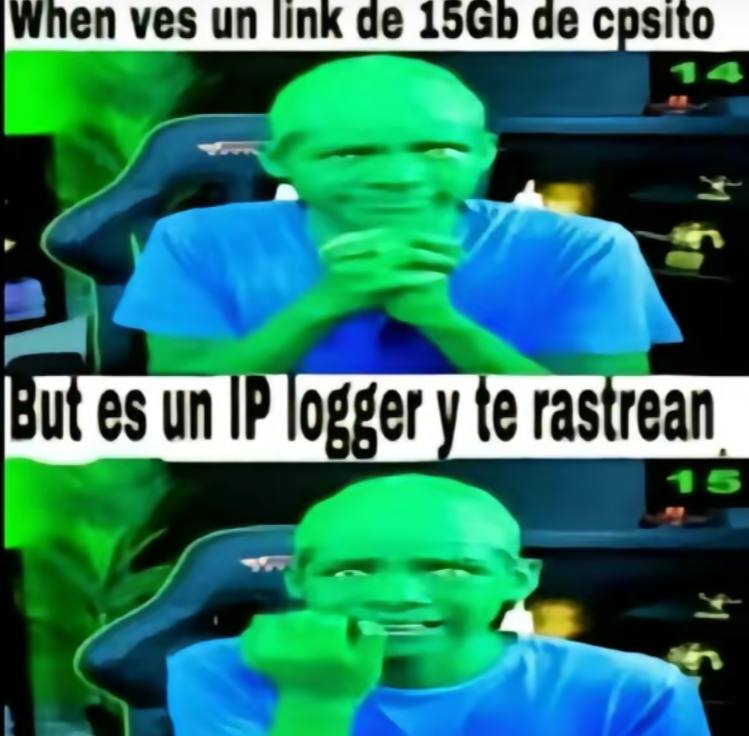 When ves un link de 15Gb de cpsito
14
But es un IP logger y te rastrean
15